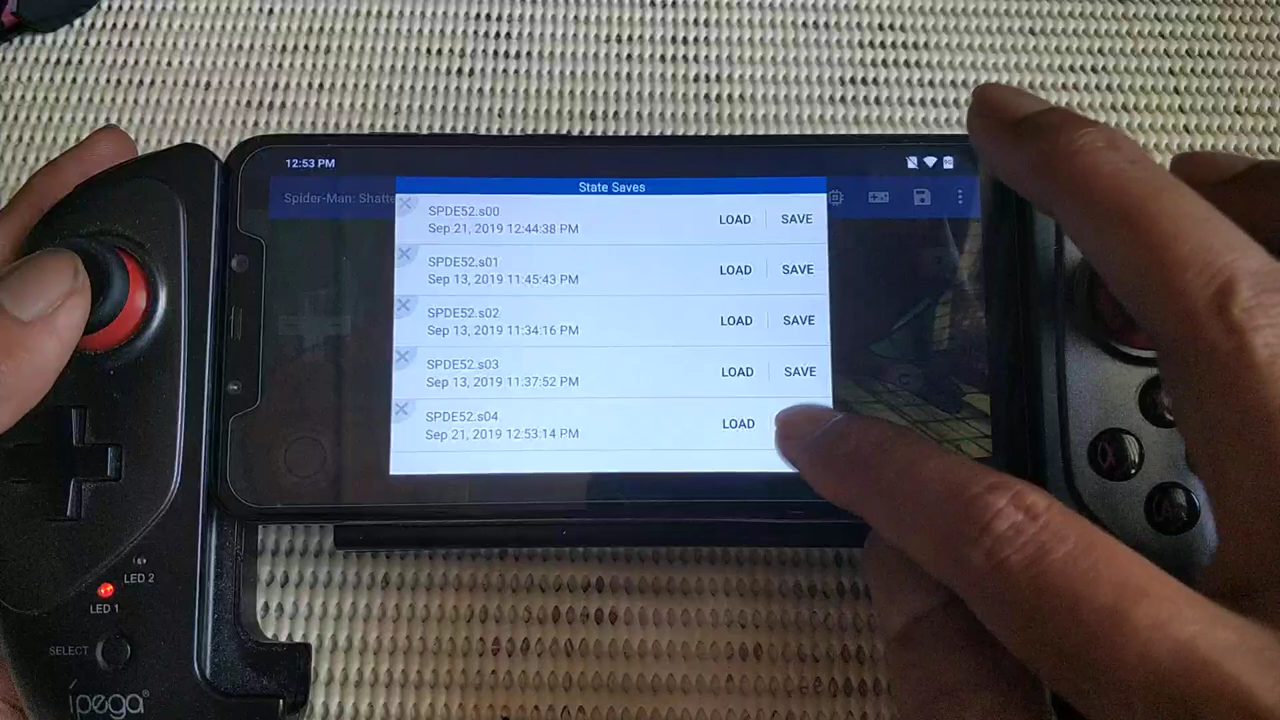 12:53 PM
Spider-Man: Shatte
State Saves
SPDE52.s00
Sep 21, 2019 12:44:38 PM
LOAD
SAVE
SPDE52.s01
Sep 13, 2019 11:45:43 PM
LOAD
SAVE
SPDE52.s02
Sep 13, 2019 11:34:16 PM
LOAD
SAVE
SPDE52.s03
Sep 13, 2019 11:37:52 PM
LOAD
SAVE
SPDE52.s04
Sep 21, 2019 12:53:14 PM
LOAD
LED 2
LED 1
SELECT
ípega®
X
A